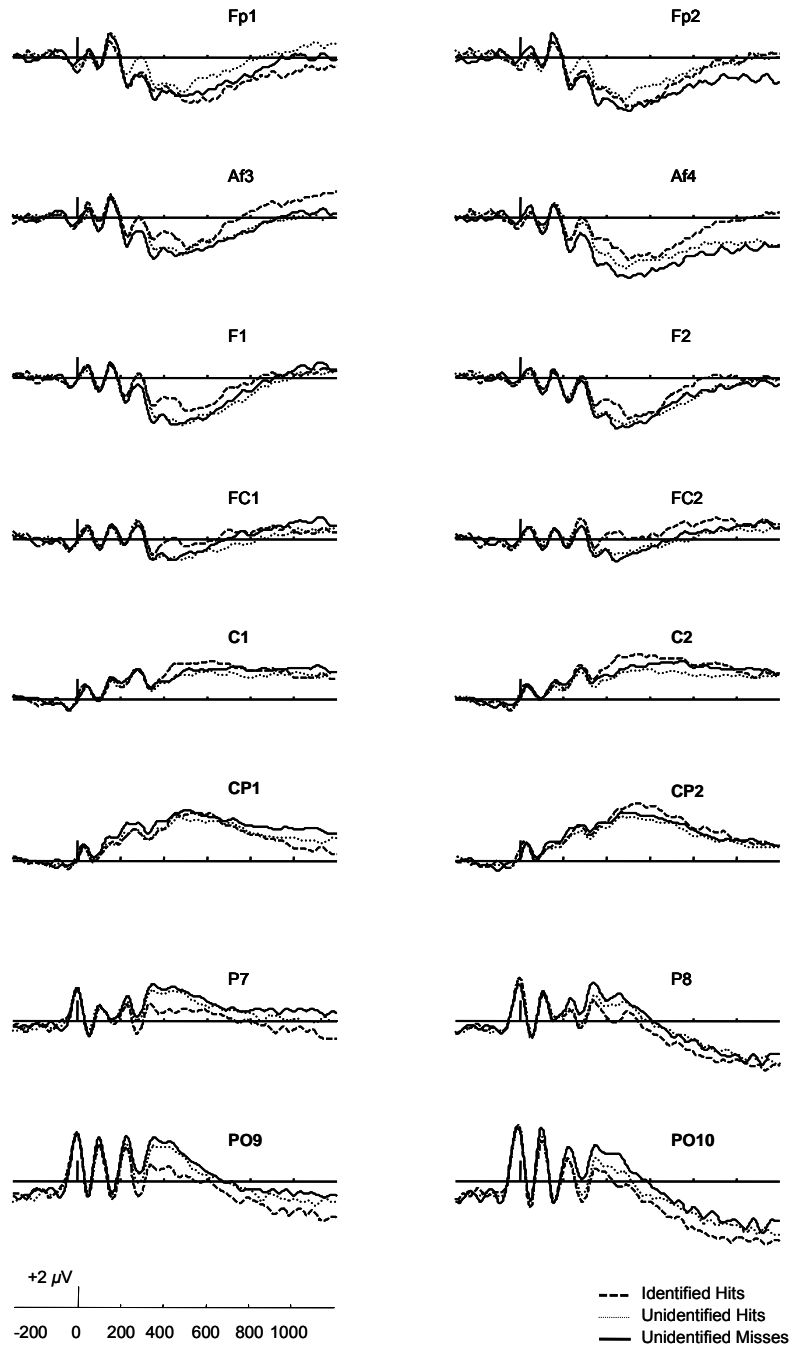 Fp1 Fp2
Af3 Af4
F1 F2
FC1 FC2
C1 C2
CP1 CP2
P7 P8
PO9 PO10
+2 µV
-200 0 200 400 600 800 1000
Identified Hits
Unidentified Hits
Unidentified Misses